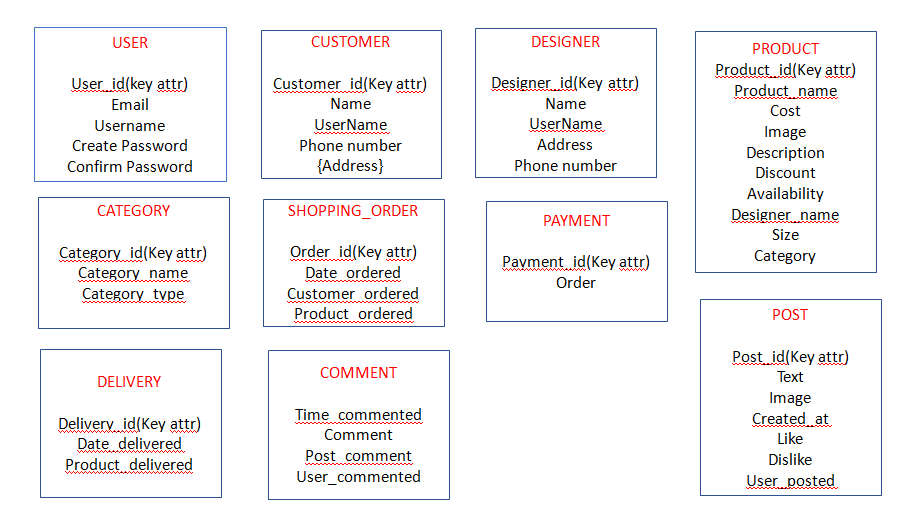 USER
User_id(key attr)
Email
Username
Create Password
Confirm Password
CUSTOMER
Customer_id(Key attr)
Name
UserName
Phone number
{Address}
DESIGNER
Designer_id(Key attr)
Name
UserName
Address
Phone number
PRODUCT
Product_id(Key attr)
Product_name
Cost
Image
Description
Discount
Availability
Designer_name
Size
Category
CATEGORY
Category_id(Key attr)
Category_name
Category_type
SHOPPING_ORDER
Order_id(Key attr)
Date_ordered
Customer_ordered
Product_ordered
PAYMENT
Payment_id(Key attr)
Order
POST
Post_id(Key attr)
Text
Image
Created_at
Like
Dislike
User_posted
DELIVERY
Delivery_id(Key attr)
Date_delivered
Product_delivered
COMMENT
Time_commented
Comment
Post_comment
User_commented